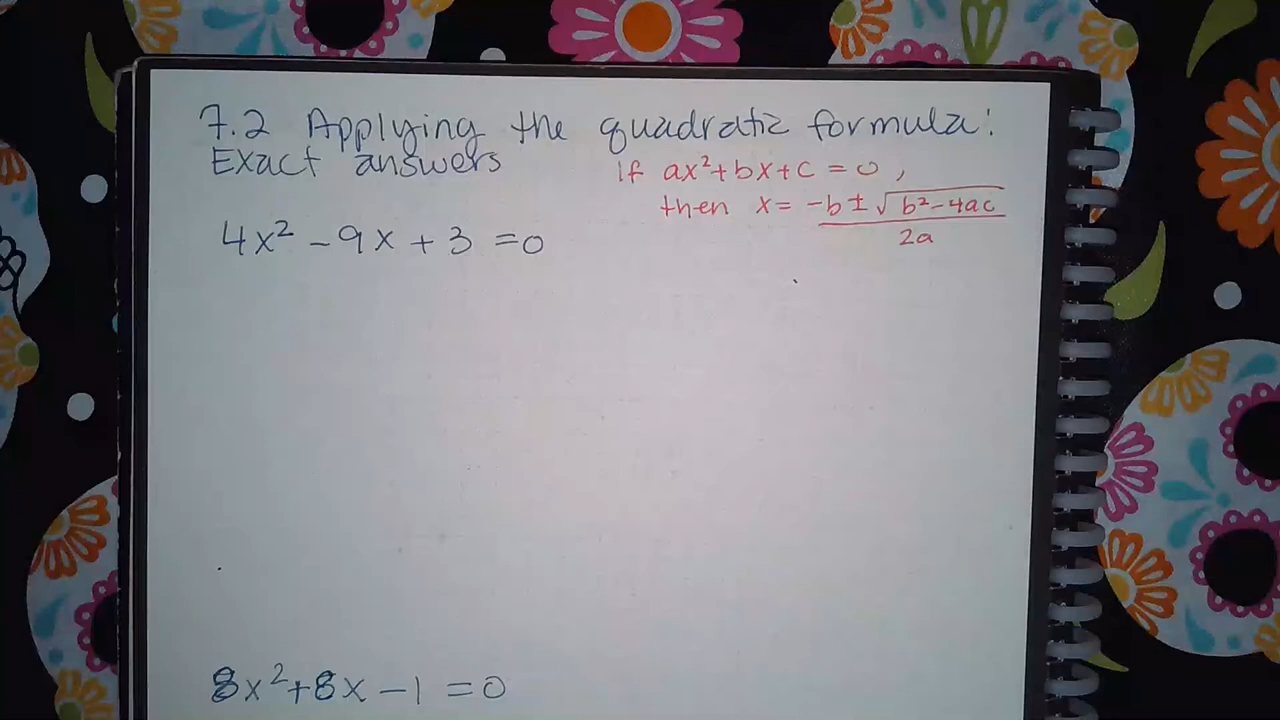 7.2 Applying the quadratic formula:
Exact answers
If ax²+bx+c=0,
then x= -b±√b²-4ac
2a
4x²-9x+3=0
8x²+8x-1=0